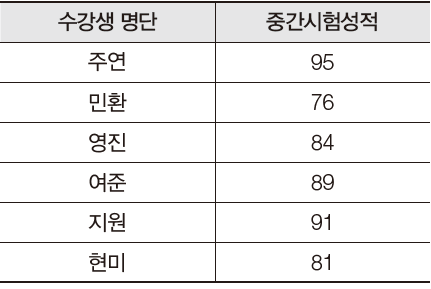 수강생 명단 중간시험성적
주연 95
민환 76
영진 84
여준 89
지원 91
현미 81